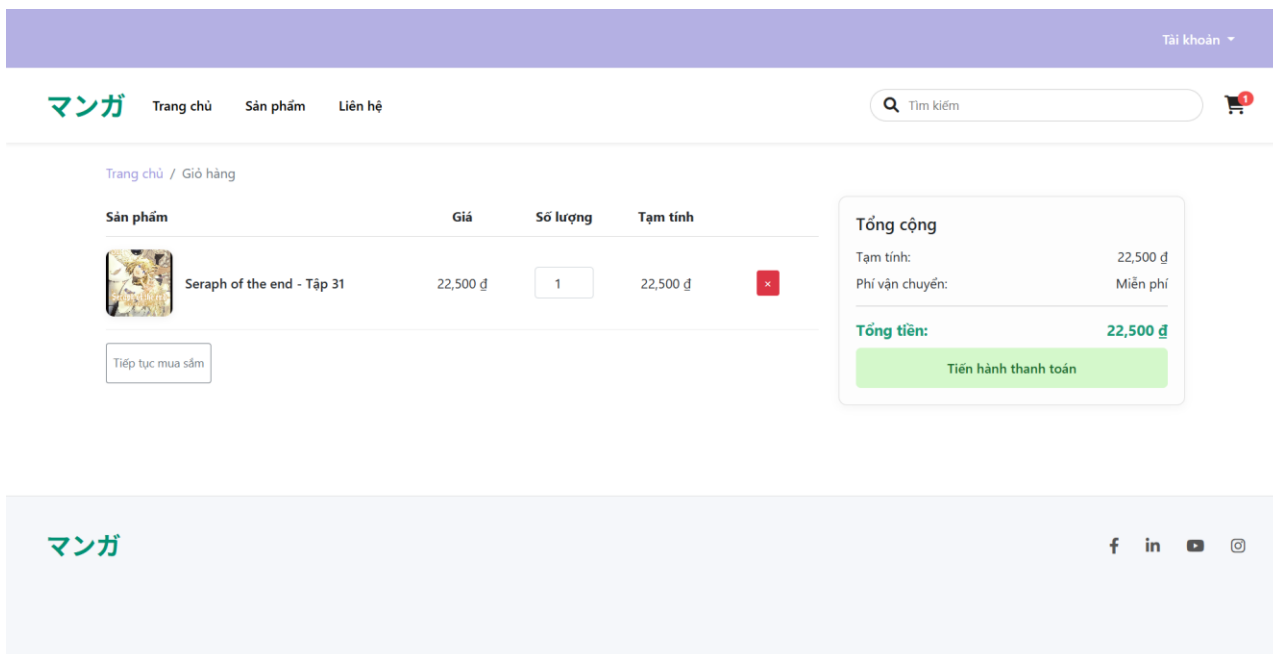 Tài khoản
マンガ Trang chủ Sản phẩm Liên hệ Tìm kiếm 1
Trang chủ / Giỏ hàng
Sản phẩm Giá Số lượng Tạm tính
Seraph of the end - Tập 31 22,500 ₫ 1 22,500 ₫ ×
Tiếp tục mua sắm
Tổng cộng
Tạm tính: 22,500 ₫
Phí vận chuyển: Miễn phí
Tổng tiền: 22,500 ₫
Tiến hành thanh toán
マンガ f in